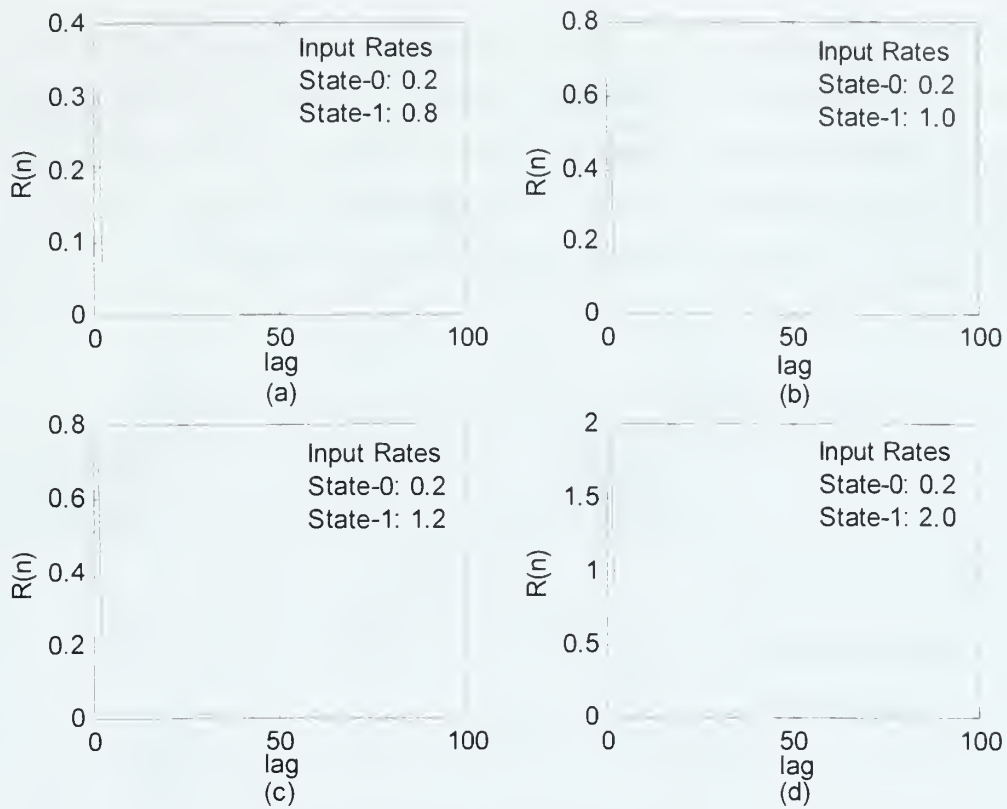 0.4
0.3
0.2
0.1
0
R(n)
Input Rates
State-0: 0.2
State-1: 0.8
0
50
100
lag
(a)
0.8
0.6
0.4
0.2
0
R(n)
Input Rates
State-0: 0.2
State-1: 1.0
0
50
100
lag
(b)
0.8
0.6
0.4
0.2
0
R(n)
Input Rates
State-0: 0.2
State-1: 1.2
0
50
100
lag
(c)
2
1.5
1
0.5
0
R(n)
Input Rates
State-0: 0.2
State-1: 2.0
0
50
100
lag
(d)